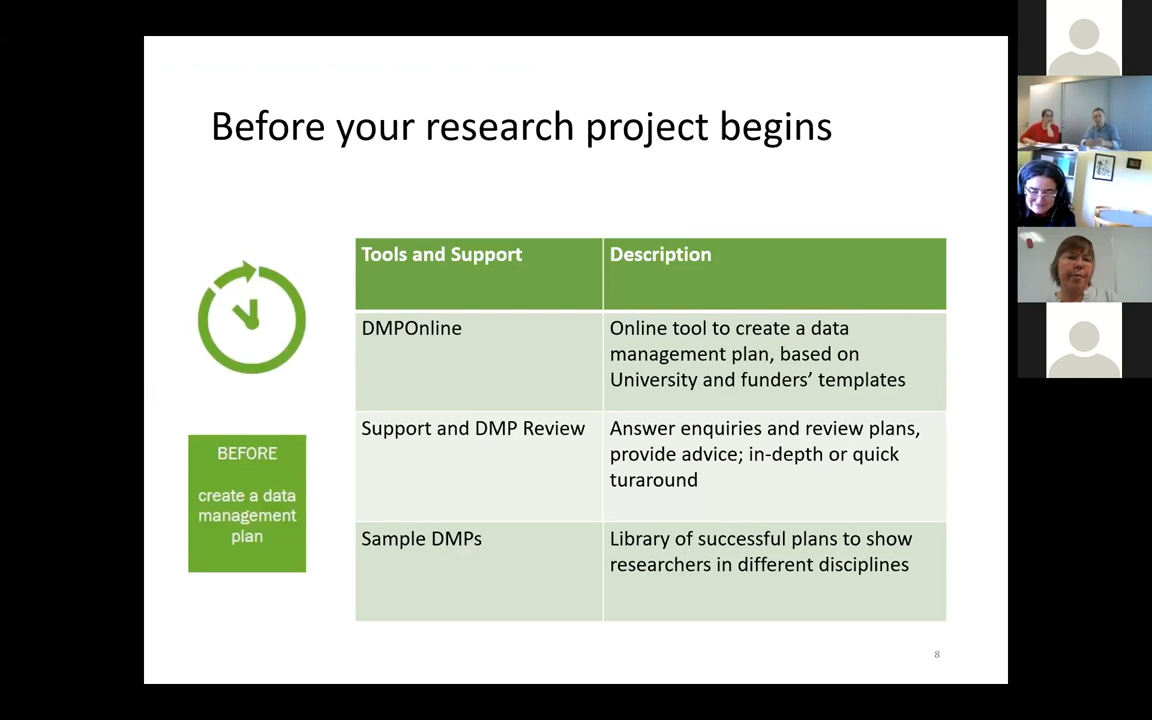 Before your research project begins
Tools and Support
Description
DMPOnline
Online tool to create a data
management plan, based on
University and funders’ templates
Support and DMP Review
Answer enquiries and review plans,
provide advice; in-depth or quick
turaround
Sample DMPs
Library of successful plans to show
researchers in different disciplines
BEFORE
create a data
management
plan
8